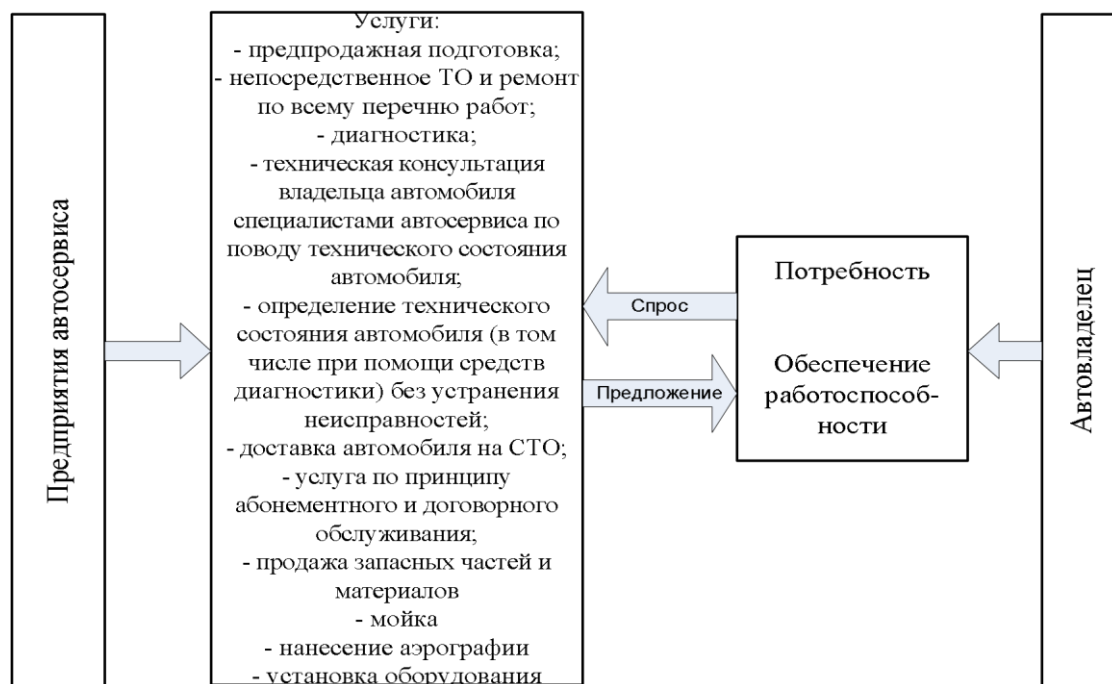 Предприятия автосервиса
Услуги:
- предпродажная подготовка;
- непосредственное ТО и ремонт
по всему перечню работ;
- диагностика;
- техническая консультация
владельца автомобиля
специалистами автосервиса по
поводу технического состояния
автомобиля;
- определение технического
состояния автомобиля (в том
числе при помощи средств
диагностики) без устранения
неисправностей;
- доставка автомобиля на СТО;
- услуга по принципу
абонементного и договорного
обслуживания;
- продажа запасных частей и
материалов
- мойка
- нанесение аэрографии
- установка оборудования
Спрос
Предложение
Потребность
Обеспечение
работоспособ-
ности
Автовладелец